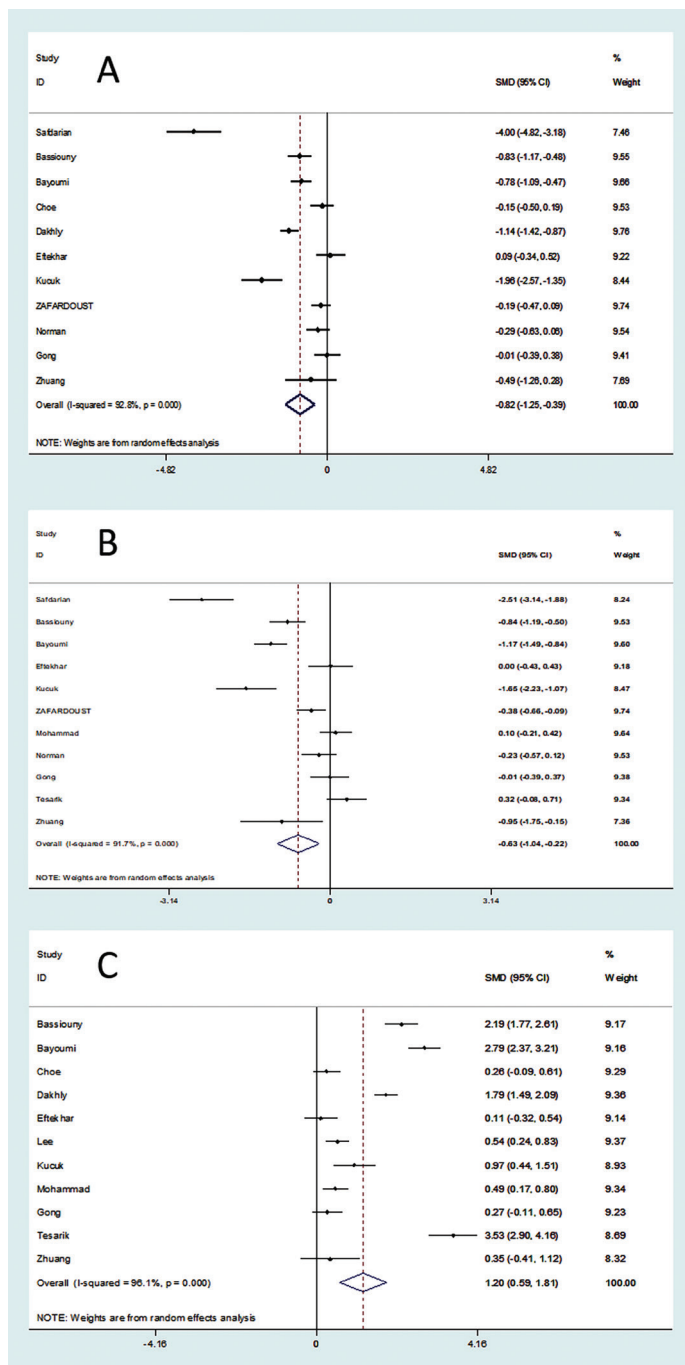 Study %
A
ID SMD (95% CI) Weight
Safdarian -4.00 (-4.82, -3.18) 7.46
Bassiouny -0.83 (-1.17, -0.48) 9.55
Bayoumi -0.78 (-1.09, -0.47) 9.66
Choe -0.15 (-0.50, 0.19) 9.53
Dakhly -1.14 (-1.42, -0.87) 9.76
Eftekhar 0.09 (-0.34, 0.52) 9.22
Kucuk -1.96 (-2.57, -1.35) 8.44
ZAFARDOUST -0.19 (-0.47, 0.09) 9.74
Norman -0.29 (-0.63, 0.06) 9.54
Gong -0.01 (-0.39, 0.38) 9.41
Zhuang -0.49 (-1.26, 0.28) 7.69
Overall (I-squared = 92.8%, p = 0.000) -0.82 (-1.25, -0.39) 100.00
NOTE: Weights are from random effects analysis
-4.82 0 4.82
Study %
B
ID SMD (95% CI) Weight
Safdarian -2.51 (-3.14, -1.88) 8.24
Bassiouny -0.84 (-1.19, -0.50) 9.53
Bayoumi -1.17 (-1.49, -0.84) 9.60
Eftekhar 0.00 (-0.43, 0.43) 9.18
Kucuk -1.65 (-2.23, -1.07) 8.47
ZAFARDOUST -0.38 (-0.66, -0.09) 9.74
Mohammad 0.10 (-0.21, 0.42) 9.64
Norman -0.23 (-0.57, 0.12) 9.53
Gong -0.01 (-0.39, 0.37) 9.38
Tesarik 0.32 (-0.08, 0.71) 9.34
Zhuang -0.95 (-1.75, -0.15) 7.36
Overall (I-squared = 91.7%, p = 0.000) -0.63 (-1.04, -0.22) 100.00
NOTE: Weights are from random effects analysis
-3.14 0 3.14
Study %
C
ID SMD (95% CI) Weight
Bassiouny 2.19 (1.77, 2.61) 9.17
Bayoumi 2.79 (2.37, 3.21) 9.16
Choe 0.26 (-0.09, 0.61) 9.29
Dakhly 1.79 (1.49, 2.09) 9.36
Eftekhar 0.11 (-0.32, 0.54) 9.14
Lee 0.54 (0.24, 0.83) 9.37
Kucuk 0.97 (0.44, 1.51) 8.93
Mohammad 0.49 (0.17, 0.80) 9.34
Gong 0.27 (-0.11, 0.65) 9.23
Tesarik 3.53 (2.90, 4.16) 8.69
Zhuang 0.35 (-0.41, 1.12) 8.32
Overall (I-squared = 96.1%, p = 0.000) 1.20 (0.59, 1.81) 100.00
NOTE: Weights are from random effects analysis
-4.16 0 4.16